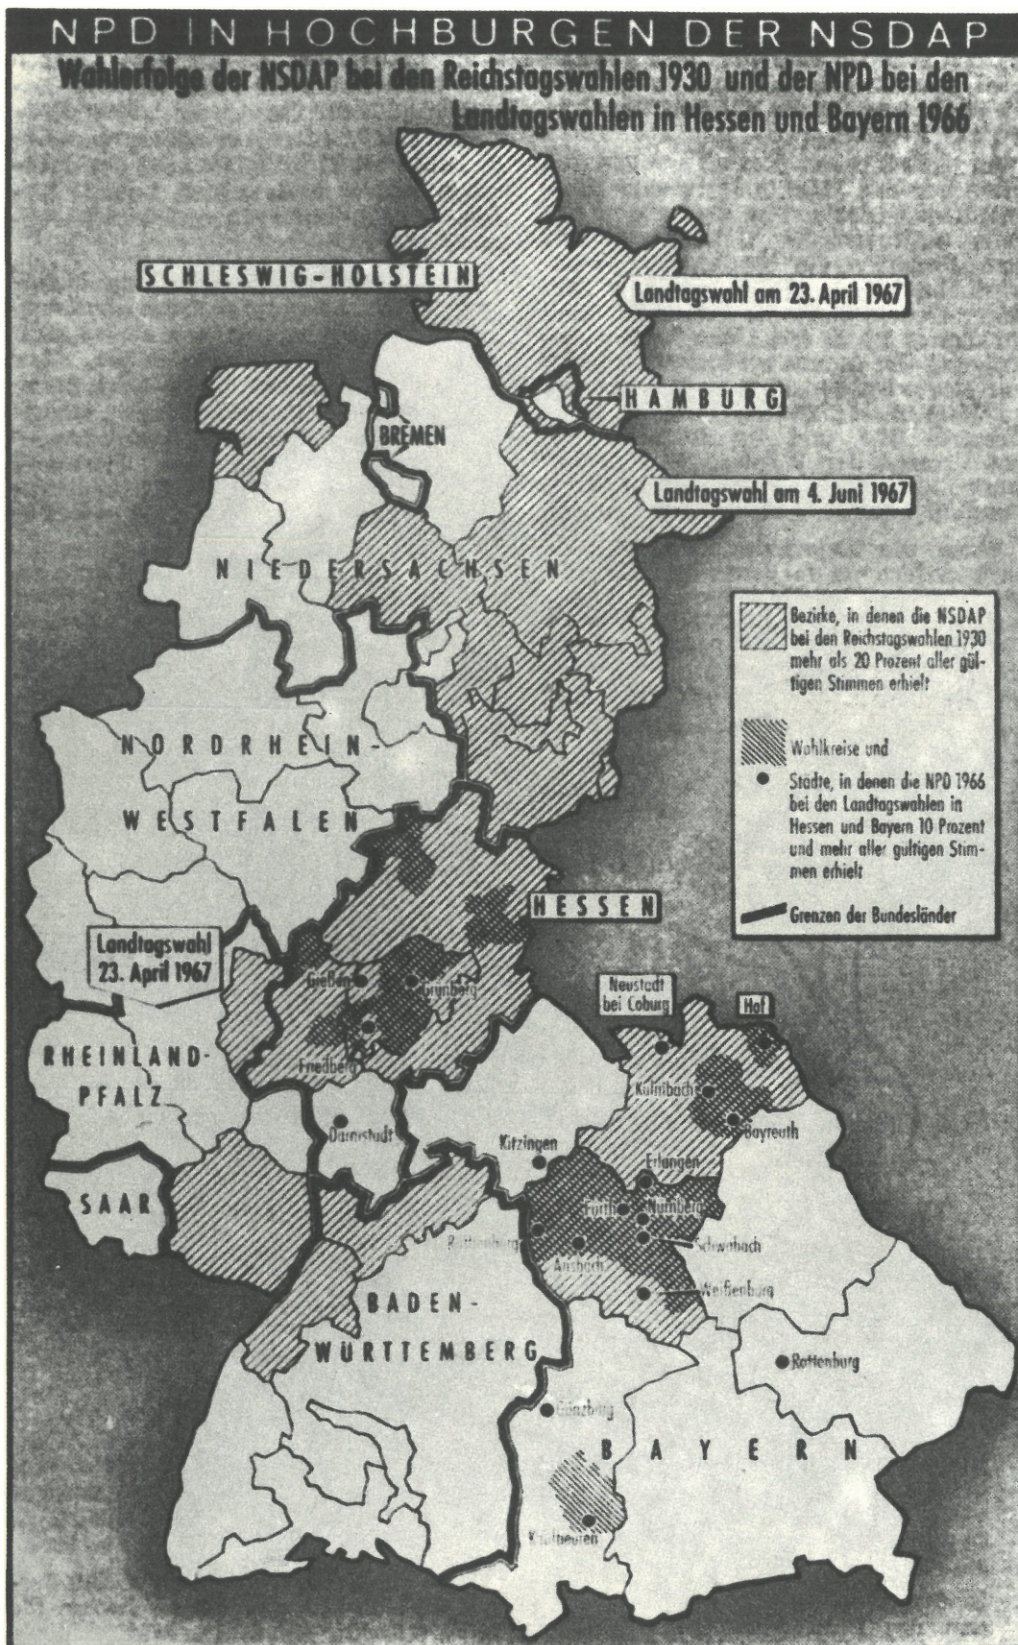 NPD IN HOCHBURGEN DER NSDAP
Wahlerfolge der NSDAP bei den Reichstagswahlen 1930 und der NPD bei den
Landtagswahlen in Hessen und Bayern 1966
SCHLESWIG-HOLSTEIN
Landtagswahl am 23. April 1967
HAMBURG
BREMEN
Landtagswahl am 4. Juni 1967
NIEDERSACHSEN
Bezirke, in denen die NSDAP
bei den Reichstagswahlen 1930
mehr als 20 Prozent aller gül-
tigen Stimmen erhielt
Wahlkreise und
Städte, in denen die NPD 1966
bei den Landtagswahlen in
Hessen und Bayern 10 Prozent
und mehr aller gultigen Stim-
men erhielt
Grenzen der Bundesländer
NORDRHEIN-
WESTFALEN
HESSEN
Landtagswahl
23. April 1967
Gießen
Grünberg
Neustadt
bei Coburg
Hof
RHEINLAND-
PFALZ
Friedberg
Kulmbach
Darmstadt
Bayreuth
Kitzingen
Erlangen
SAAR
Fürth
Nürnberg
Rothenburg
Ansbach
Schwabach
Weißenburg
BADEN-
WÜRTTEMBERG
Rottenburg
Günzburg
BAYERN
Kaufbeuren